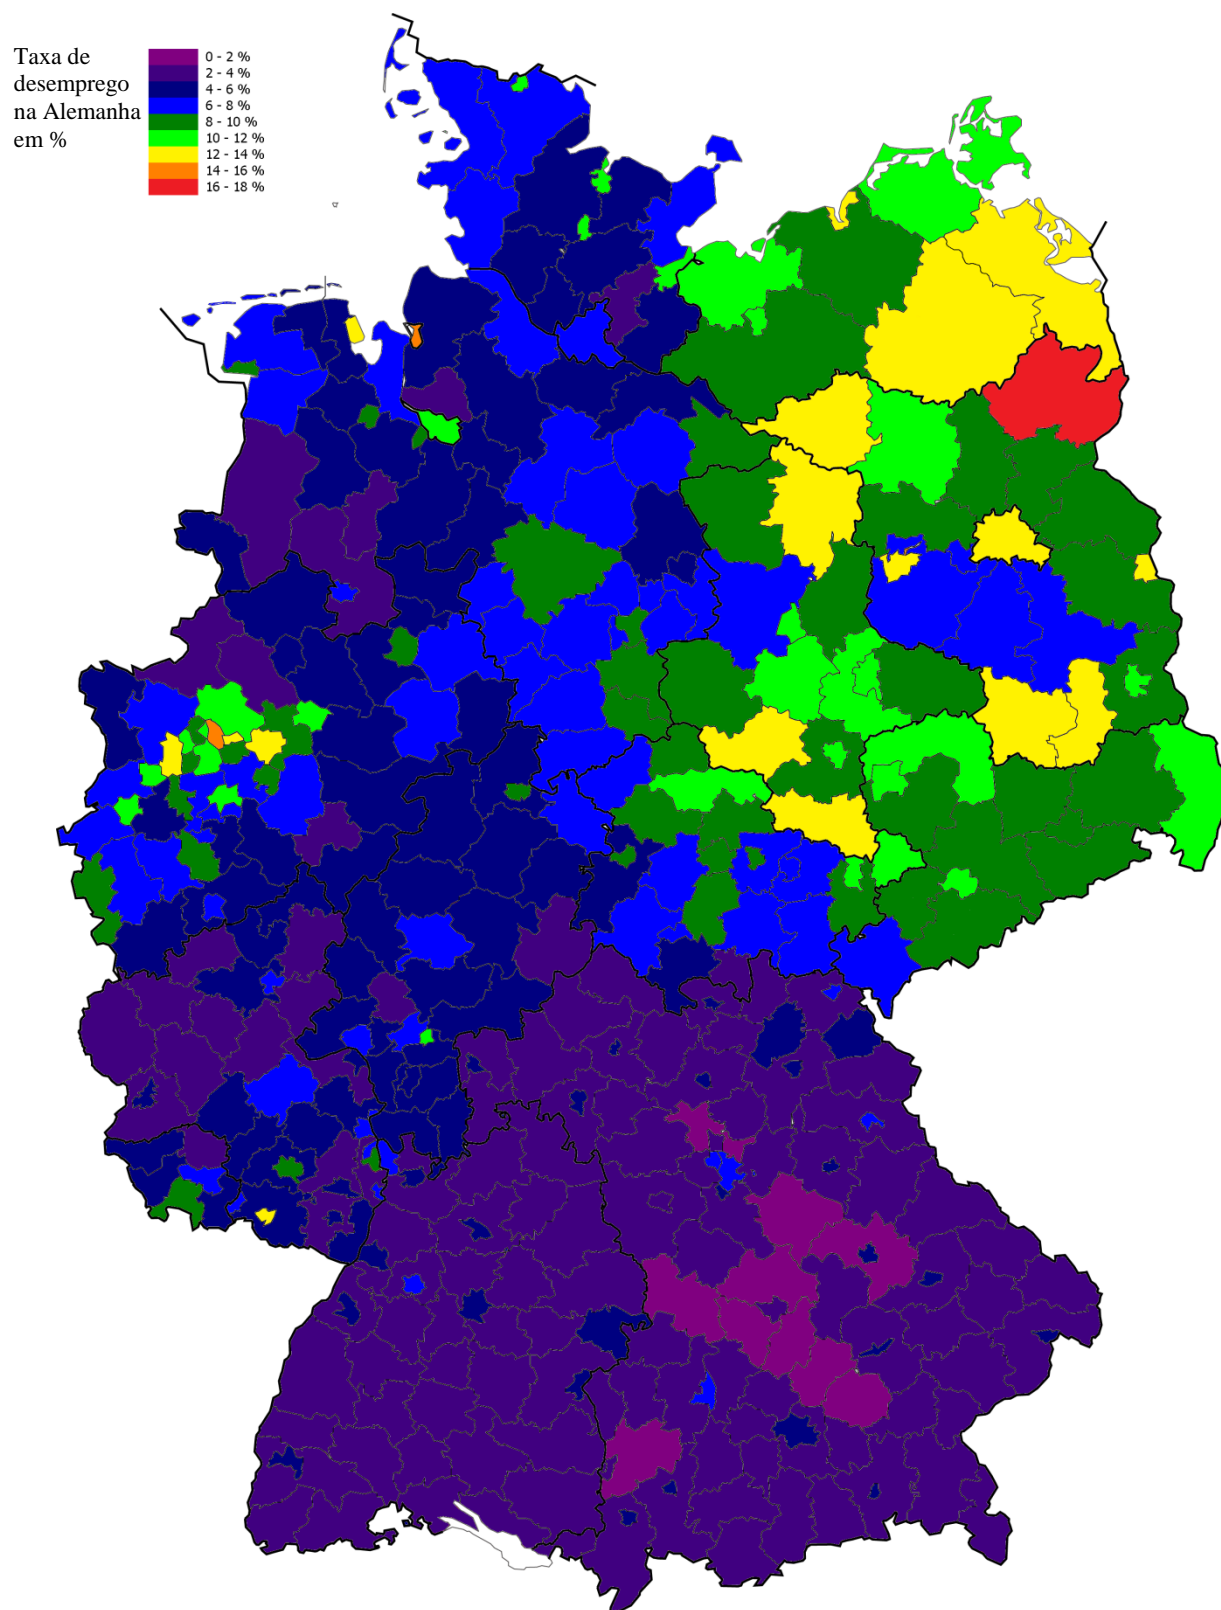 Taxa de
desemprego
na Alemanha
em %
0 - 2 %
2 - 4 %
4 - 6 %
6 - 8 %
8 - 10 %
10 - 12 %
12 - 14 %
14 - 16 %
16 - 18 %